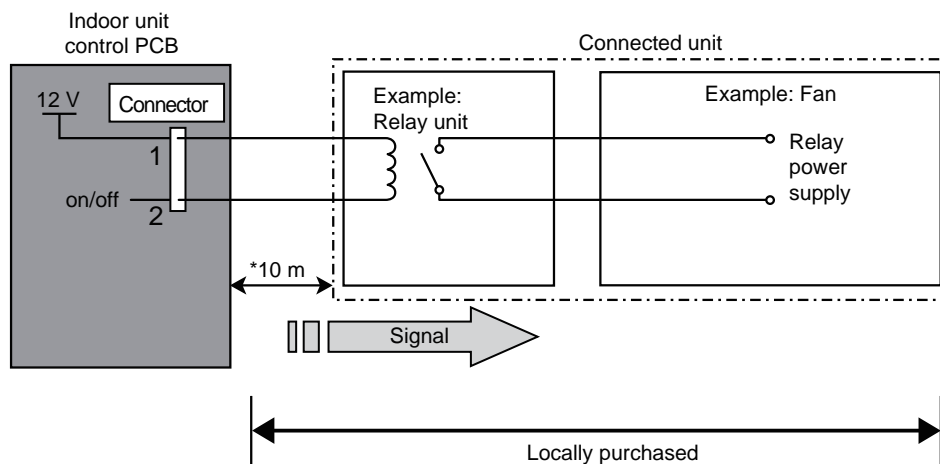 Indoor unit
control PCB
Connected unit
12 V
Connector
Example:
Relay unit
Example: Fan
1
Relay
power
supply
on/off
2
*10 m
Signal
Locally purchased